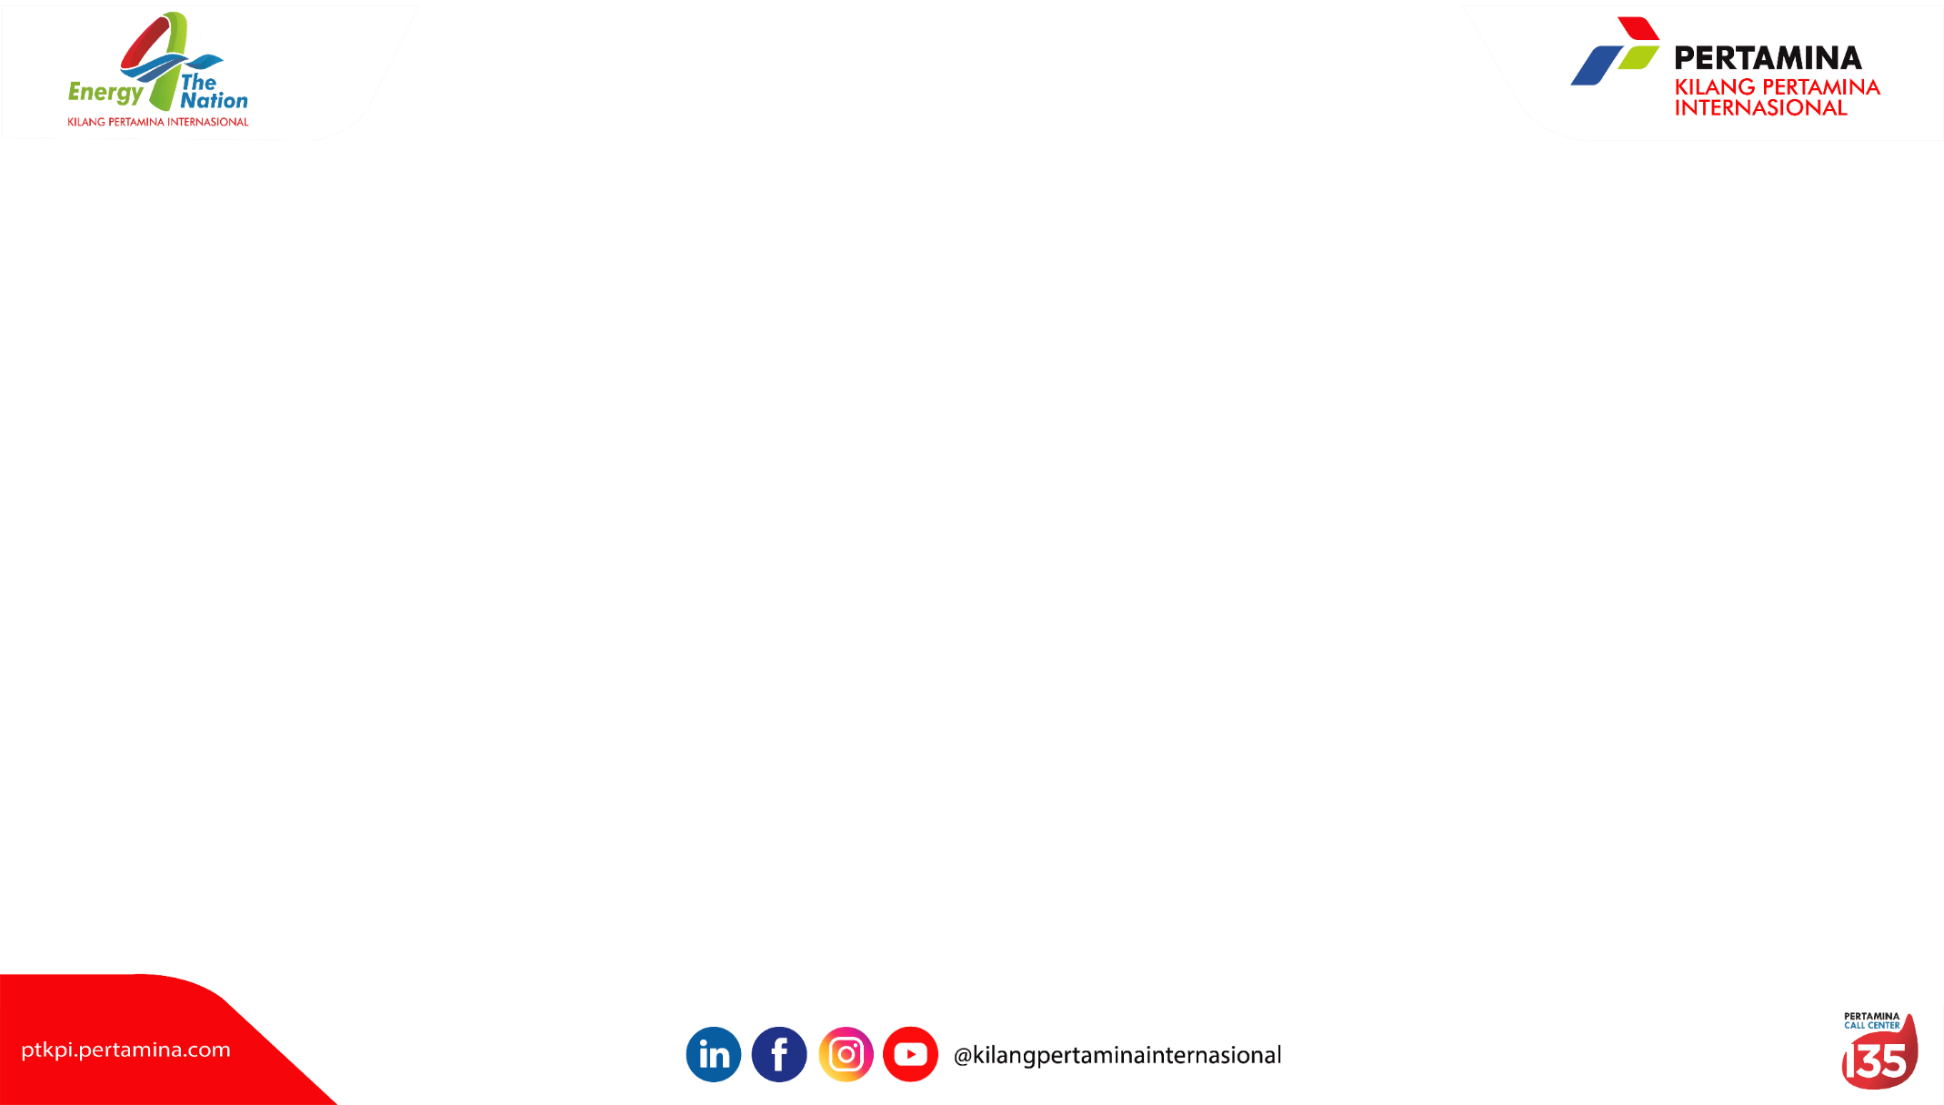 Energy
The
Nation
KILANG PERTAMINA INTERNASIONAL
PERTAMINA
KILANG PERTAMINA
INTERNASIONAL
ptkpi.pertamina.com
in f @kilangpertaminainternasional
PERTAMINA
CALL CENTER
135